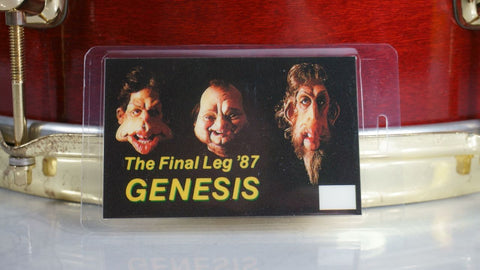 The Final Leg '87
GENESIS